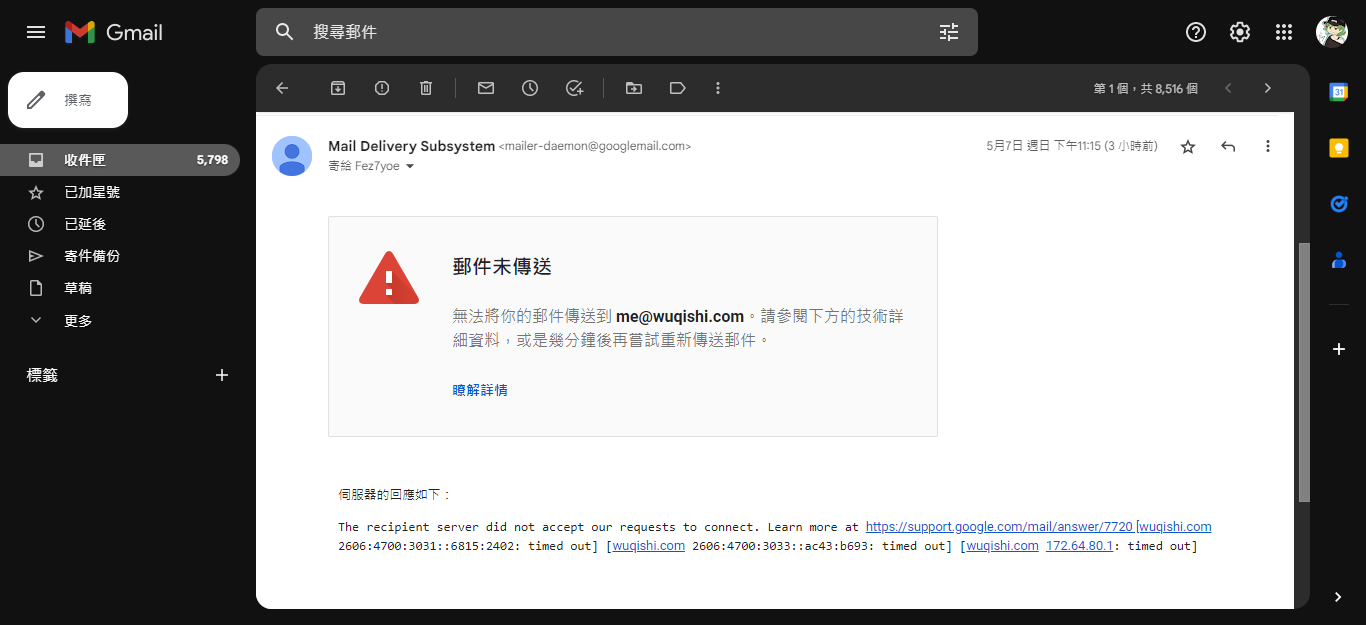 Gmail
搜尋郵件
撰寫
第 1 個，共 8,516 個
31
收件匣 5,798
已加星號
已延後
寄件備份
草稿
更多
標籤
Mail Delivery Subsystem <mailer-daemon@googlemail.com>
5月7日 週日 下午11:15 (3 小時前)
寄給 Fez7yoe
郵件未傳送
無法將你的郵件傳送到 me@wuqishi.com。請參閱下方的技術詳
細資料，或是幾分鐘後再嘗試重新傳送郵件。
瞭解詳情
伺服器的回應如下：
The recipient server did not accept our requests to connect. Learn more at https://support.google.com/mail/answer/7720 [wuqishi.com
2606:4700:3031::6815:2402: timed out] [wuqishi.com 2606:4700:3033::ac43:b693: timed out] [wuqishi.com 172.64.80.1: timed out]